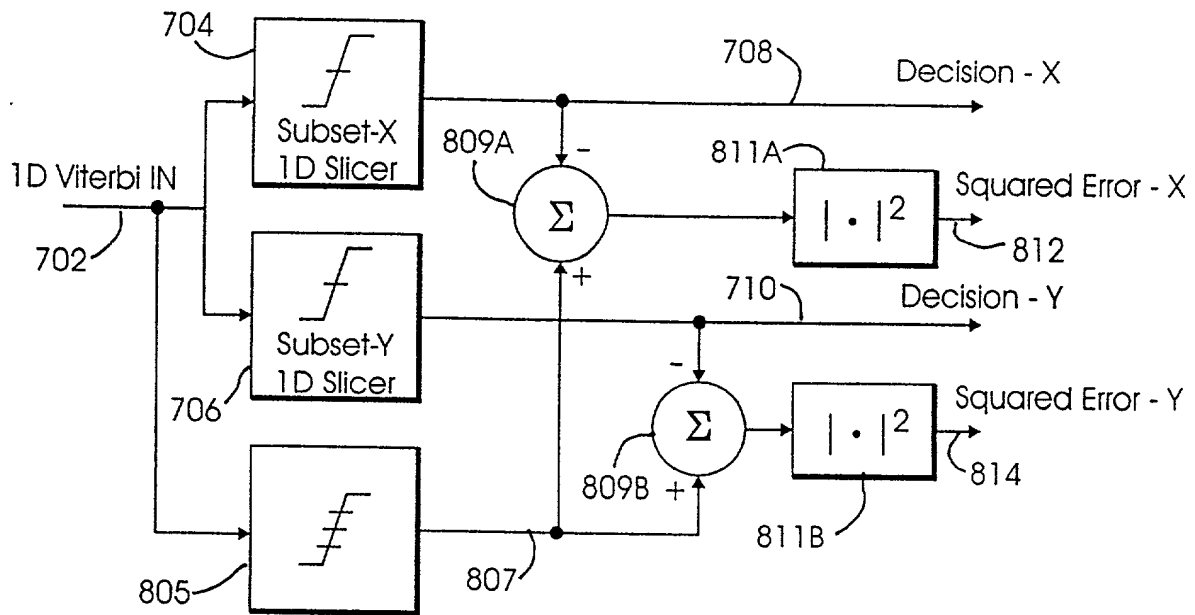 704
708
Decision - X
Subset-X
1D Slicer
809A
-
811A
1D Viterbi IN
Σ
| • |²
Squared Error - X
702
812
+
710
Decision - Y
Subset-Y
1D Slicer
706
-
Σ
| • |²
Squared Error - Y
809B
+
814
811B
805
807